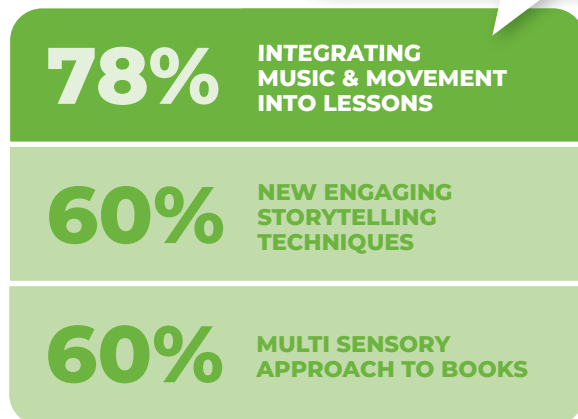 78%
INTEGRATING
MUSIC & MOVEMENT
INTO LESSONS
60%
NEW ENGAGING
STORYTELLING
TECHNIQUES
60%
MULTI SENSORY
APPROACH TO BOOKS